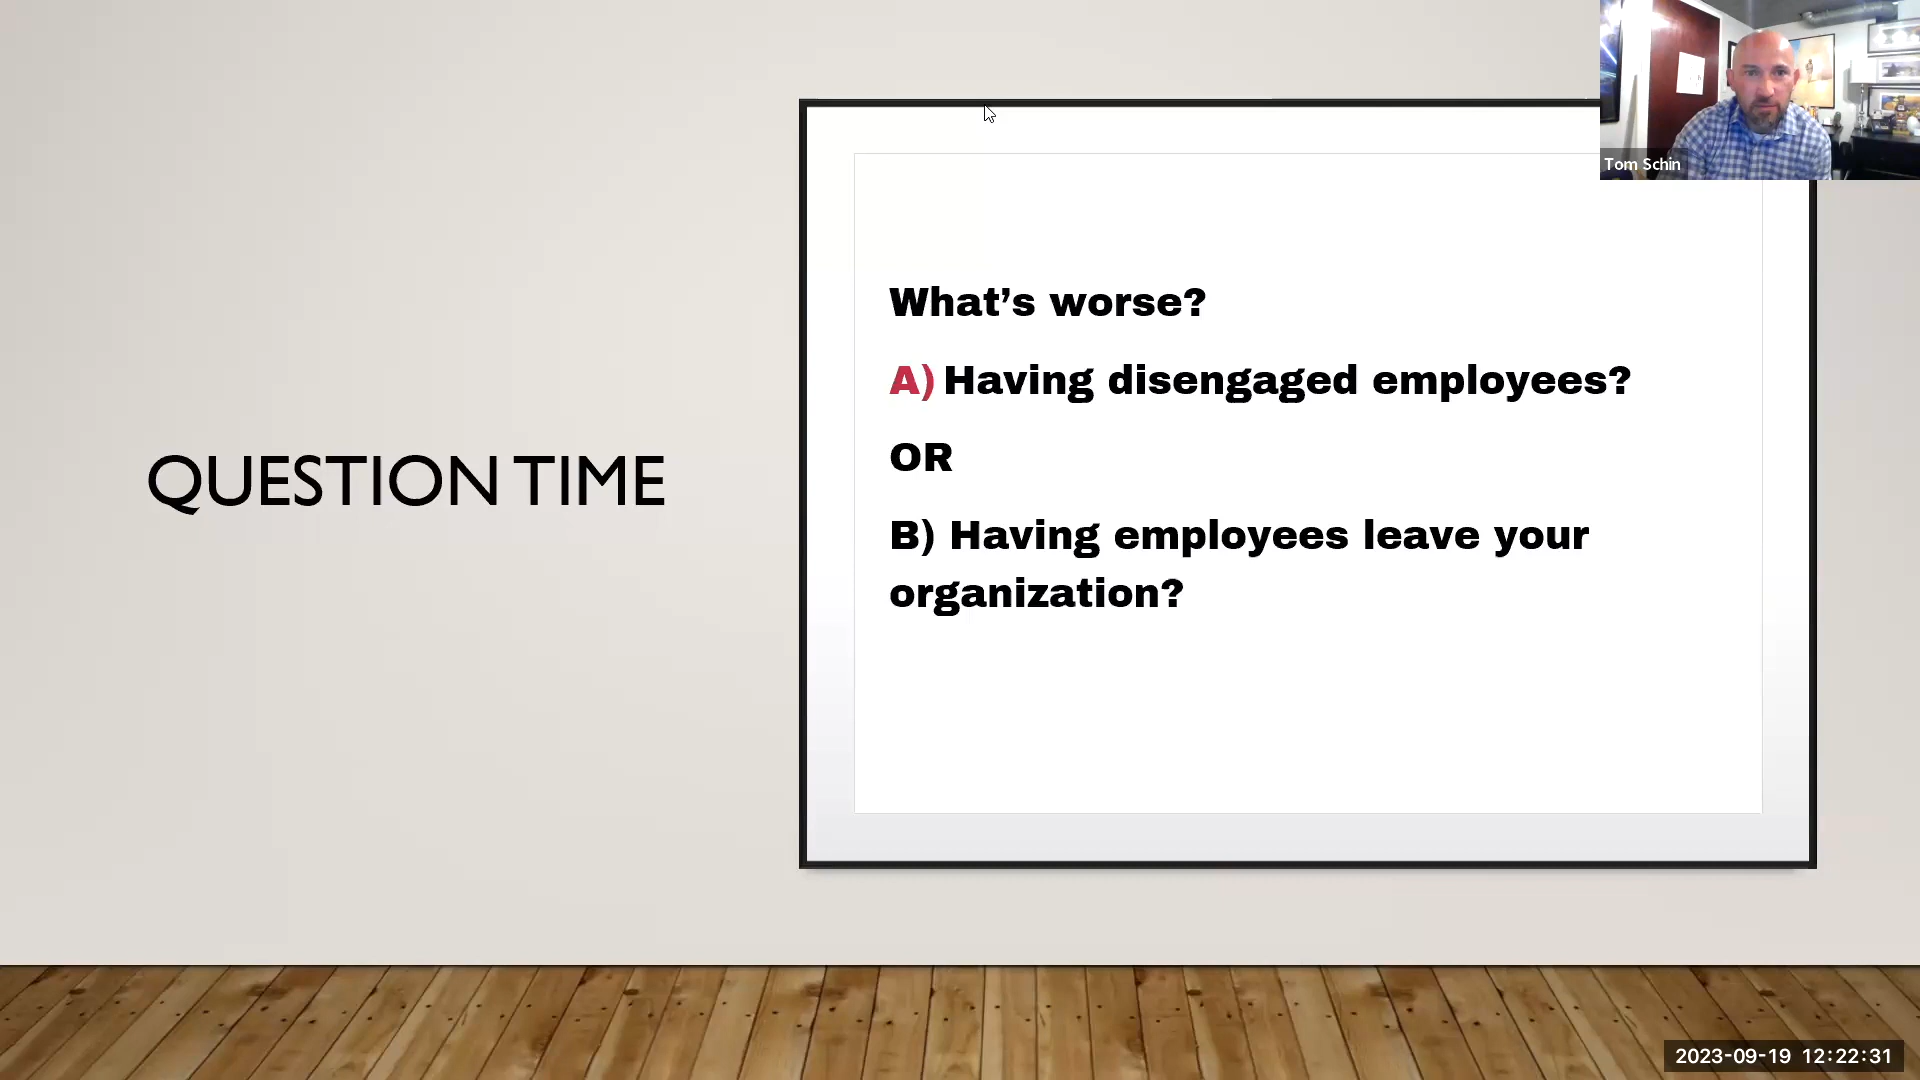 QUESTION TIME
What’s worse?
A) Having disengaged employees?
OR
B) Having employees leave your
organization?
Tom Schin
2023-09-19 12:22:31